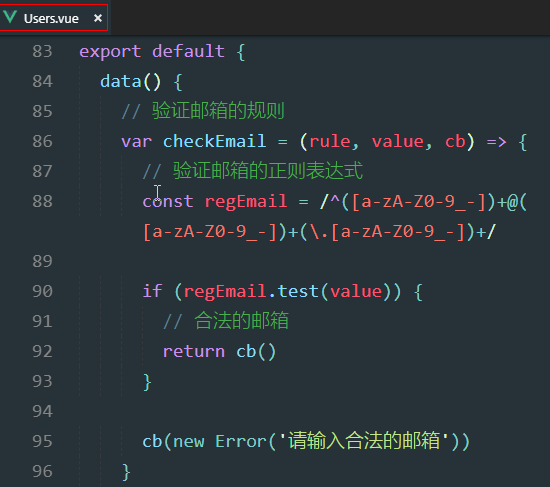 Users.vue ×
83 export default {
84 data() {
85 // 验证邮箱的规则
86 var checkEmail = (rule, value, cb) => {
87 // 验证邮箱的正则表达式
88 const regEmail = /^([a-zA-Z0-9_-])+@(
[a-zA-Z0-9_-])+(\.[a-zA-Z0-9_-])+/
89
90 if (regEmail.test(value)) {
91 // 合法的邮箱
92 return cb()
93 }
94
95 cb(new Error('请输入合法的邮箱'))
96 }